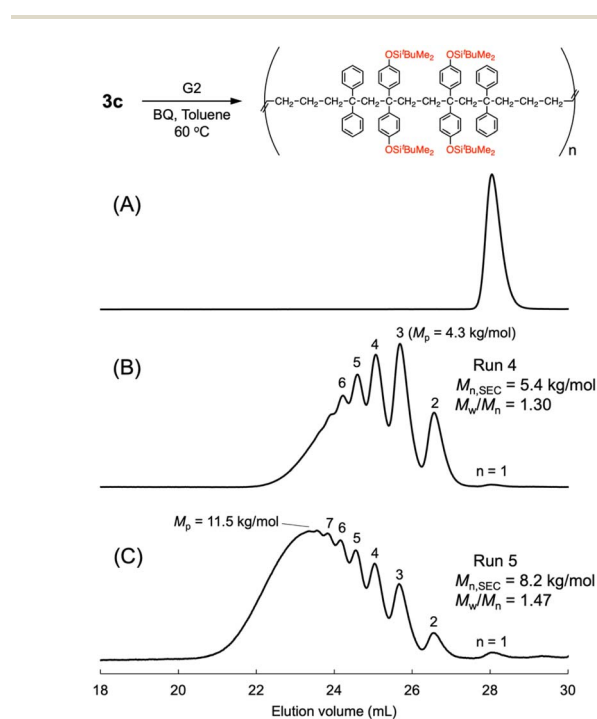 OSiᵗBuMe₂ OSiᵗBuMe₂
3c
G2
BQ, Toluene
60 °C
CH₂-CH₂-CH₂-C-CH₂-C-CH₂-CH₂-C-CH₂-C-CH₂-CH₂-CH₂
OSiᵗBuMe₂ OSiᵗBuMe₂
n
(A)
(B)
6
5
4
3 (Mₚ = 4.3 kg/mol)
2
n = 1
Run 4
Mₙ,SEC = 5.4 kg/mol
M_w/Mₙ = 1.30
(C)
Mₚ = 11.5 kg/mol
7
6
5
4
3
2
n = 1
Run 5
Mₙ,SEC = 8.2 kg/mol
M_w/Mₙ = 1.47
18 20 22 24 26 28 30
Elution volume (mL)